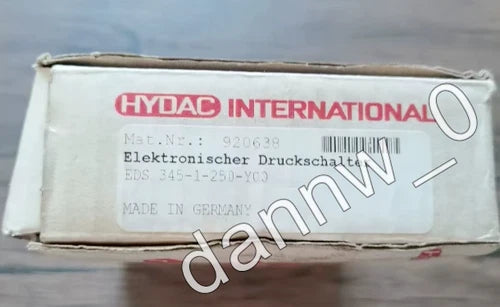 HYDAC INTERNATIONAL
Mat.Nr.: 920638
Elektronischer Druckschalter
EDS 345-1-250-Y00
MADE IN GERMANY
dannw_0